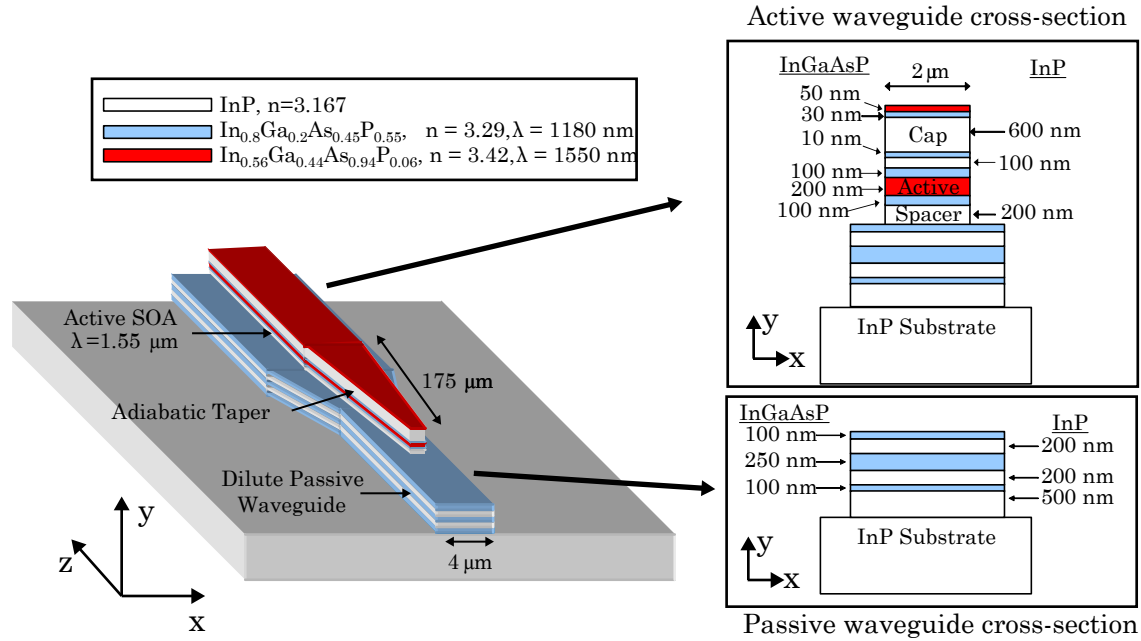 Active waveguide cross-section
InP, n=3.167
In0.8Ga0.2As0.45P0.55, n = 3.29,λ = 1180 nm
In0.56Ga0.44As0.94P0.06, n = 3.42,λ = 1550 nm
InGaAsP
2 µm
InP
50 nm
30 nm
10 nm
Cap
600 nm
100 nm
100 nm
200 nm
Active
100 nm
Spacer
200 nm
y
x
InP Substrate
Active SOA
λ =1.55 µm
175 µm
Adiabatic Taper
Dilute Passive
Waveguide
4 µm
y
z
x
InGaAsP
InP
100 nm
200 nm
250 nm
200 nm
100 nm
500 nm
y
x
InP Substrate
Passive waveguide cross-section